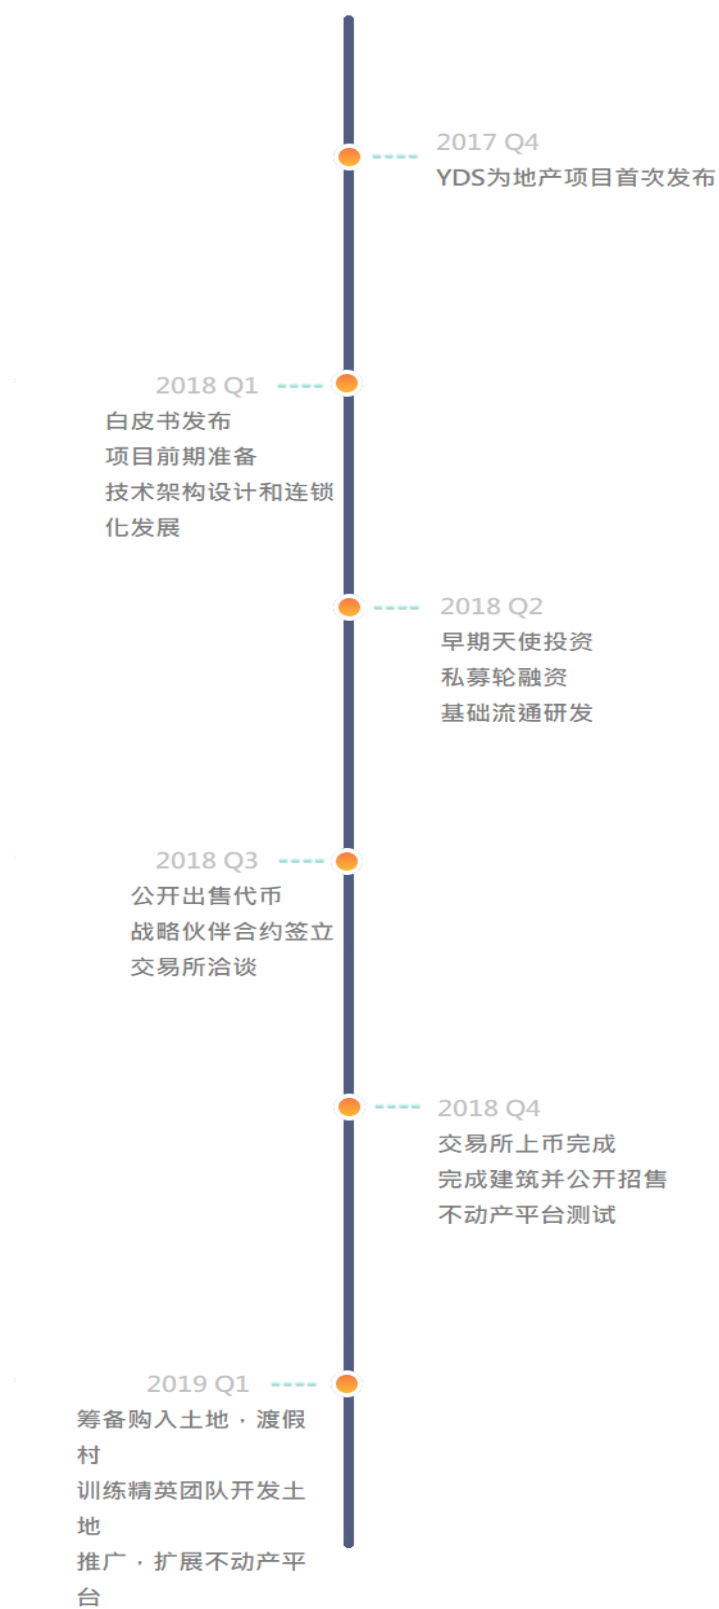 2017 Q4
YDS为地产项目首次发布
2018 Q1
白皮书发布
项目前期准备
技术架构设计和连锁
化发展
2018 Q2
早期天使投资
私募轮融资
基础流通研发
2018 Q3
公开出售代币
战略伙伴合约签立
交易所洽谈
2018 Q4
交易所上币完成
完成建筑并公开招售
不动产平台测试
2019 Q1
筹备购入土地 · 渡假
村
训练精英团队开发土
地
推广 · 扩展不动产平
台